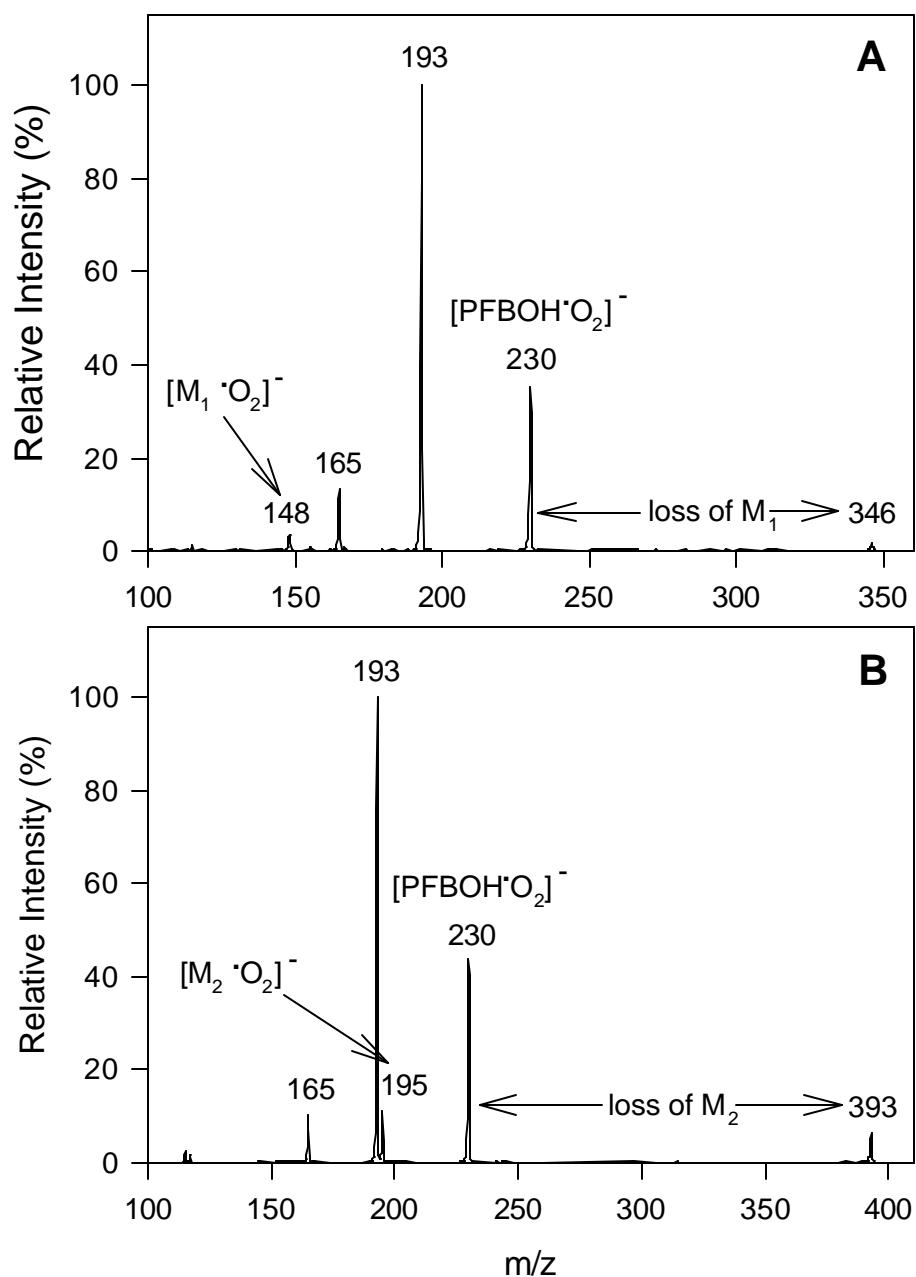 A
193
100
80
60
40
20
0
Relative Intensity (%)
[PFBOH·O2]-
230
[M1 ·O2]-
165
148
loss of M1
346
100 150 200 250 300 350
B
193
100
80
60
40
20
0
Relative Intensity (%)
[PFBOH·O2]-
230
[M2 ·O2]-
165
195
loss of M2
393
100 150 200 250 300 350 400
m/z